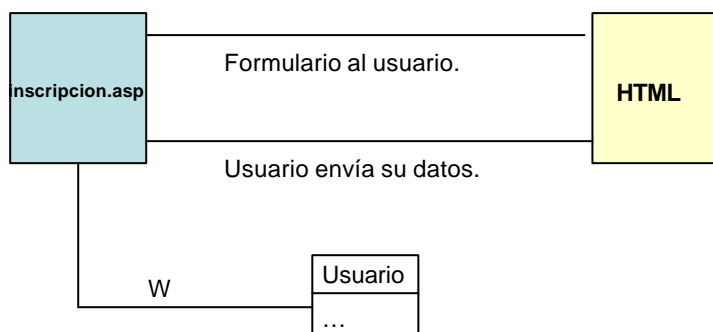 Formulario al usuario.
inscripcion.asp
HTML
Usuario envía su datos.
Usuario
W
...